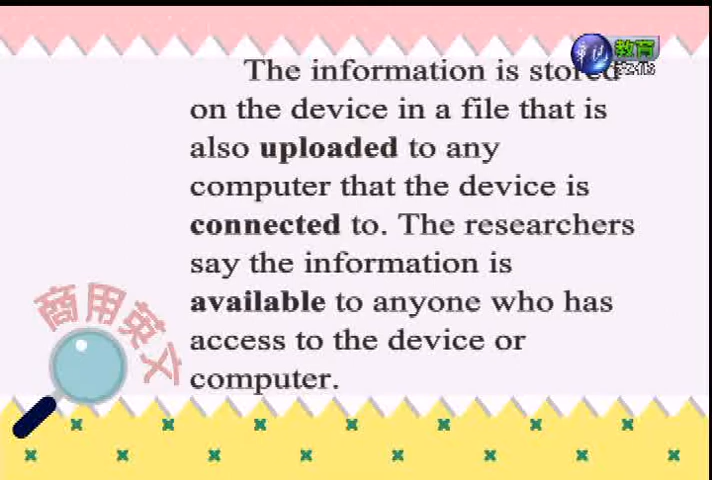 華視
教育
The information is stored
on the device in a file that is
also uploaded to any
computer that the device is
connected to. The researchers
say the information is
available to anyone who has
access to the device or
computer.
商用英文